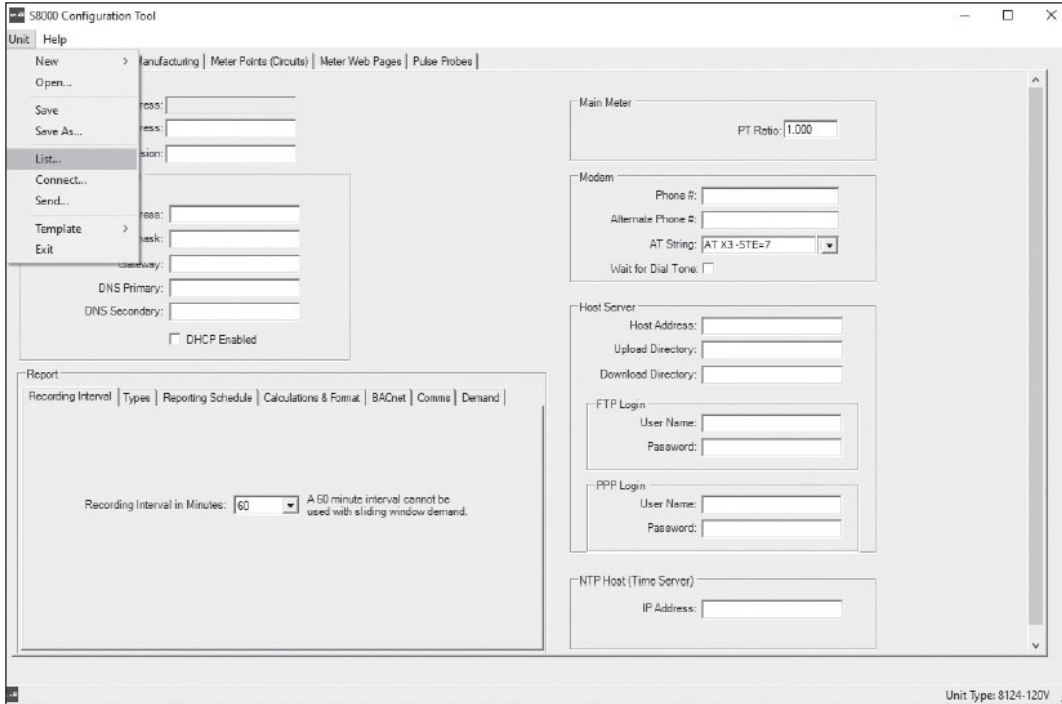 S8000 Configuration Tool
Unit Help
New
Open...
Save
Save As...
List...
Connect...
Send...
Template
Exit
Manufacturing Meter Points (Circuits) Meter Web Pages Pulse Probes
ress:
ress:
sion:
ress:
mask:
Gateway:
DNS Primary:
DNS Secondary:
DHCP Enabled
Main Meter
PT Ratio: 1.000
Modem
Phone #:
Alternate Phone #:
AT String: AT X3 -STE=7
Wait for Dial Tone:
Host Server
Host Address:
Upload Directory:
Download Directory:
FTP Login
User Name:
Password:
PPP Login
User Name:
Password:
NTP Host (Time Server)
IP Address:
Report
Recording Interval Types Reporting Schedule Calculations & Format BACnet Comms Demand
Recording Interval in Minutes: 60
A 60 minute interval cannot be
used with sliding window demand.
Unit Type: 8124-120V